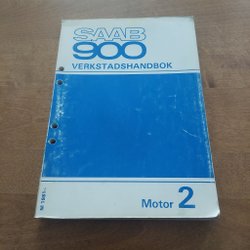 SAAB
900
VERKSTADSHANDBOK
Motor 2